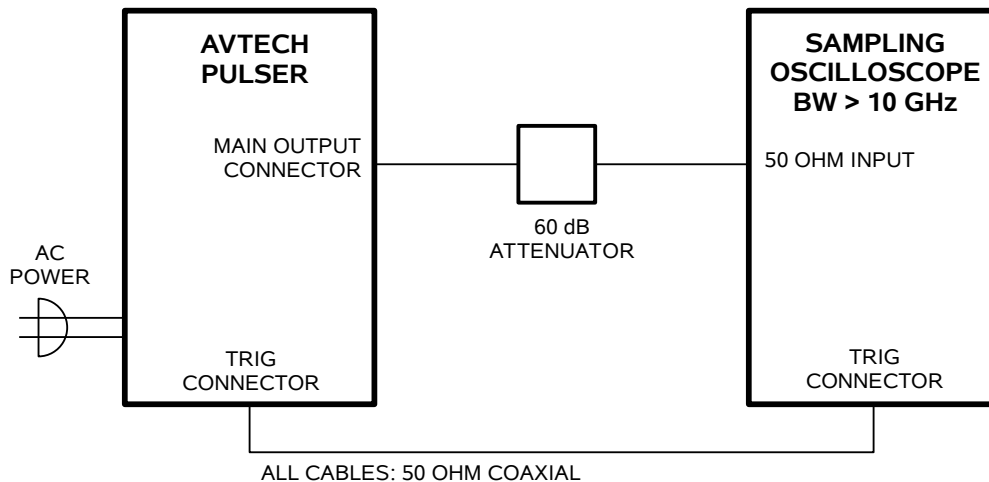 AVTECH
PULSER
MAIN OUTPUT
CONNECTOR
AC
POWER
TRIG
CONNECTOR
60 dB
ATTENUATOR
SAMPLING
OSCILLOSCOPE
BW > 10 GHz
50 OHM INPUT
TRIG
CONNECTOR
ALL CABLES: 50 OHM COAXIAL